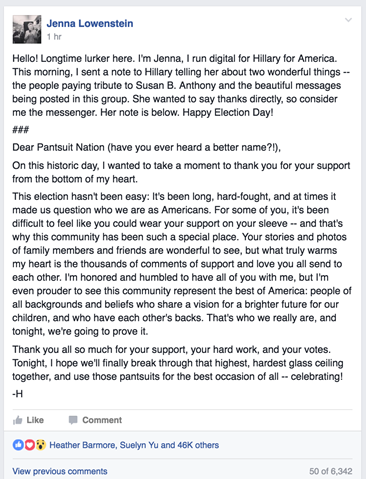 Jenna Lowenstein
1 hr
Hello! Longtime lurker here. I'm Jenna, I run digital for Hillary for America.
This morning, I sent a note to Hillary telling her about two wonderful things --
the people paying tribute to Susan B. Anthony and the beautiful messages
being posted in this group. She wanted to say thanks directly, so consider
me the messenger. Her note is below. Happy Election Day!
###
Dear Pantsuit Nation (have you ever heard a better name?!),
On this historic day, I wanted to take a moment to thank you for your support
from the bottom of my heart.
This election hasn't been easy: It's been long, hard-fought, and at times it
made us question who we are as Americans. For some of you, it's been
difficult to feel like you could wear your support on your sleeve -- and that's
why this community has been such a special place. Your stories and photos
of family members and friends are wonderful to see, but what truly warms
my heart is the thousands of comments of support and love you all send to
each other. I'm honored and humbled to have all of you with me, but I'm
even prouder to see this community represent the best of America: people of
all backgrounds and beliefs who share a vision for a brighter future for our
children, and who have each other's backs. That's who we really are, and
tonight, we're going to prove it.
Thank you all so much for your support, your hard work, and your votes.
Tonight, I hope we'll finally break through that highest, hardest glass ceiling
together, and use those pantsuits for the best occasion of all -- celebrating!
-H
Like Comment
Heather Barmore, Suelyn Yu and 46K others
View previous comments 50 of 6,342